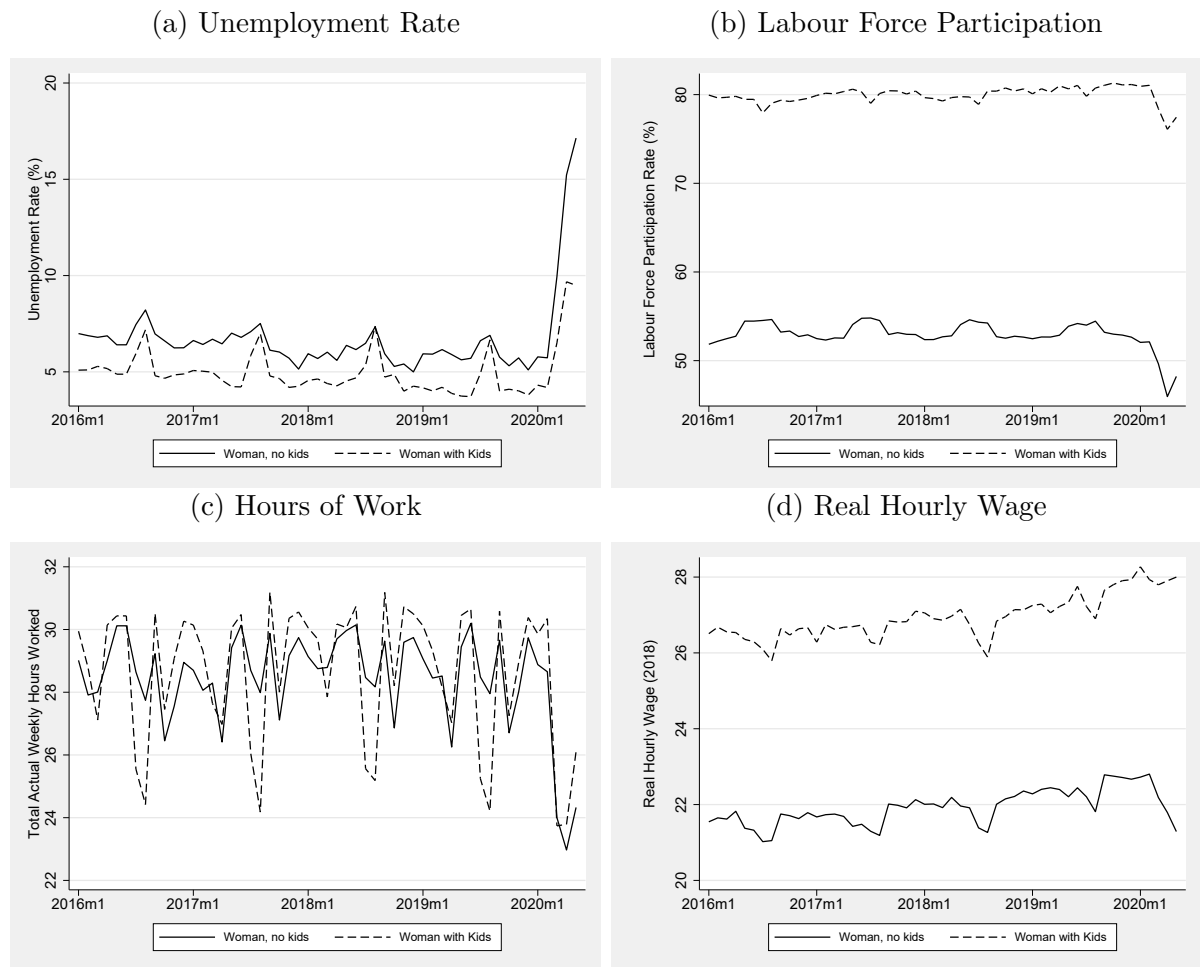 (a) Unemployment Rate
Unemployment Rate (%)
20
15
10
5
2016m1 2017m1 2018m1 2019m1 2020m1
Woman, no kids Woman with Kids
(b) Labour Force Participation
Labour Force Participation Rate (%)
80
70
60
50
2016m1 2017m1 2018m1 2019m1 2020m1
Woman, no kids Woman with Kids
(c) Hours of Work
Total Actual Weekly Hours Worked
32
30
28
26
24
22
2016m1 2017m1 2018m1 2019m1 2020m1
Woman, no kids Woman with Kids
(d) Real Hourly Wage
Real Hourly Wage (2018)
28
26
24
22
20
2016m1 2017m1 2018m1 2019m1 2020m1
Woman, no kids Woman with Kids